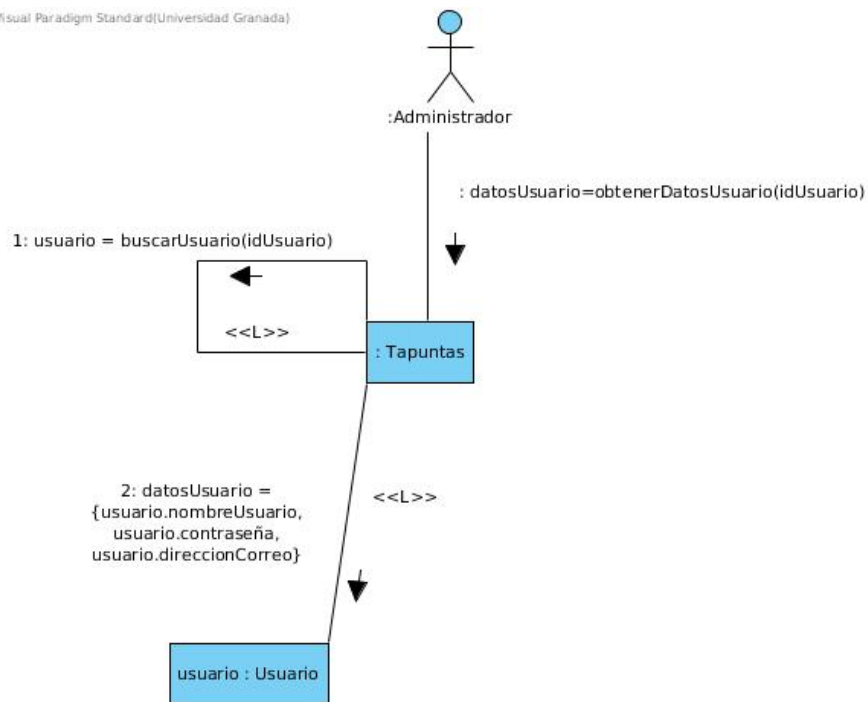 Visual Paradigm Standard(Universidad Granada)
:Administrador
: datosUsuario=obtenerDatosUsuario(idUsuario)
1: usuario = buscarUsuario(idUsuario)
<<L>>
: Tapuntas
2: datosUsuario =
{usuario.nombreUsuario,
usuario.contraseña,
usuario.direccionCorreo}
<<L>>
usuario : Usuario